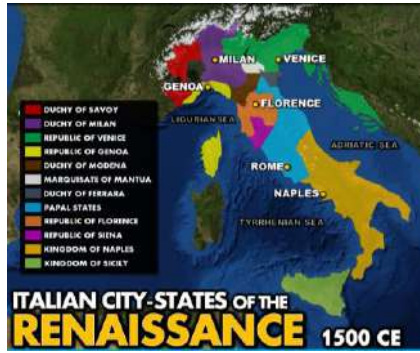 MILAN
VENICE
GENOA
FLORENCE
LIGURIAN SEA
ADRIATIC SEA
ROME
NAPLES
TYRRHENIAN SEA
DUCHY OF SAVOY
DUCHY OF MILAN
REPUBLIC OF VENICE
REPUBLIC OF GENOA
DUCHY OF MODENA
MARQUISATE OF MANTUA
DUCHY OF FERRARA
PAPAL STATES
REPUBLIC OF FLORENCE
REPUBLIC OF SIENA
KINGDOM OF NAPLES
KINGDOM OF SICILY
ITALIAN CITY-STATES OF THE
RENAISSANCE 1500 CE